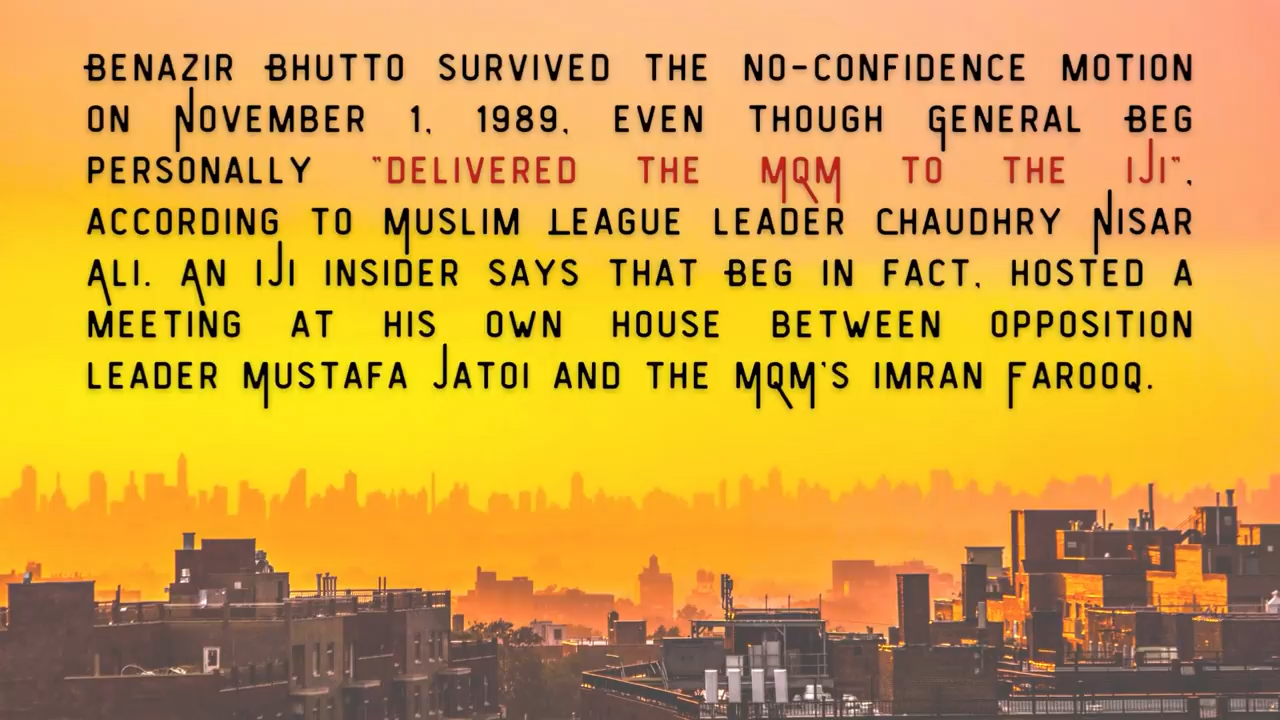 Benazir Bhutto survived the no-confidence motion
on November 1, 1989, even though General Beg
personally "delivered the MQM to the IJI",
according to Muslim League leader Chaudhry Nisar
Ali. An IJI insider says that Beg in fact, hosted a
meeting at his own house between opposition
leader Mustafa Jatoi and the MQM's Imran Farooq.